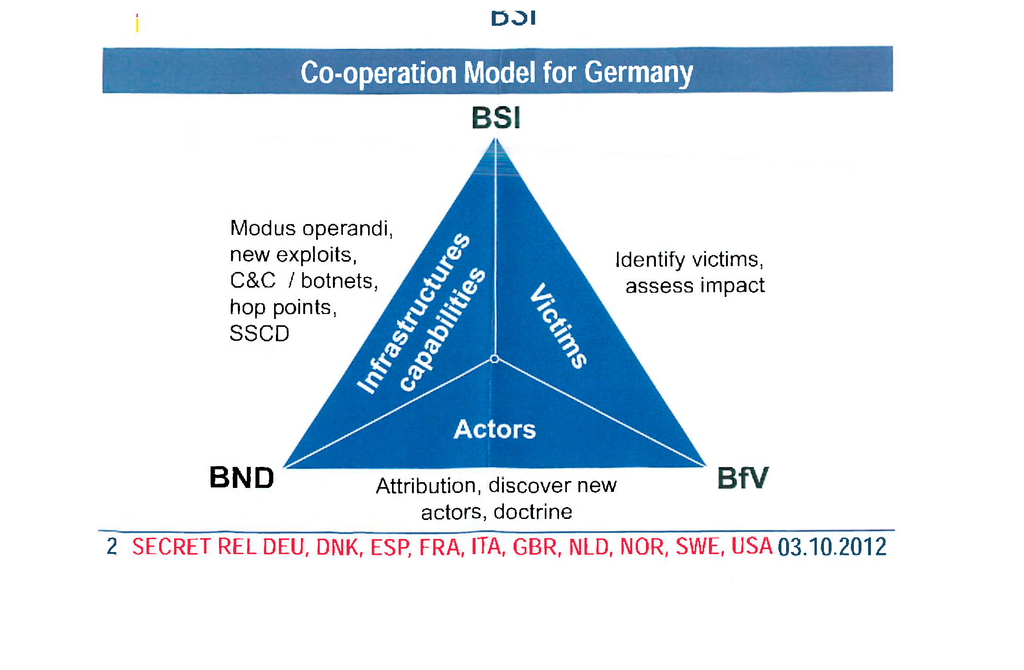 BSI
Co-operation Model for Germany
BSI
Modus operandi,
new exploits,
C&C / botnets,
hop points,
SSCD
Infrastructures
capabilities
Victims
Identify victims,
assess impact
Actors
BND
BfV
Attribution, discover new
actors, doctrine
2 SECRET REL DEU, DNK, ESP, FRA, ITA, GBR, NLD, NOR, SWE, USA 03.10.2012